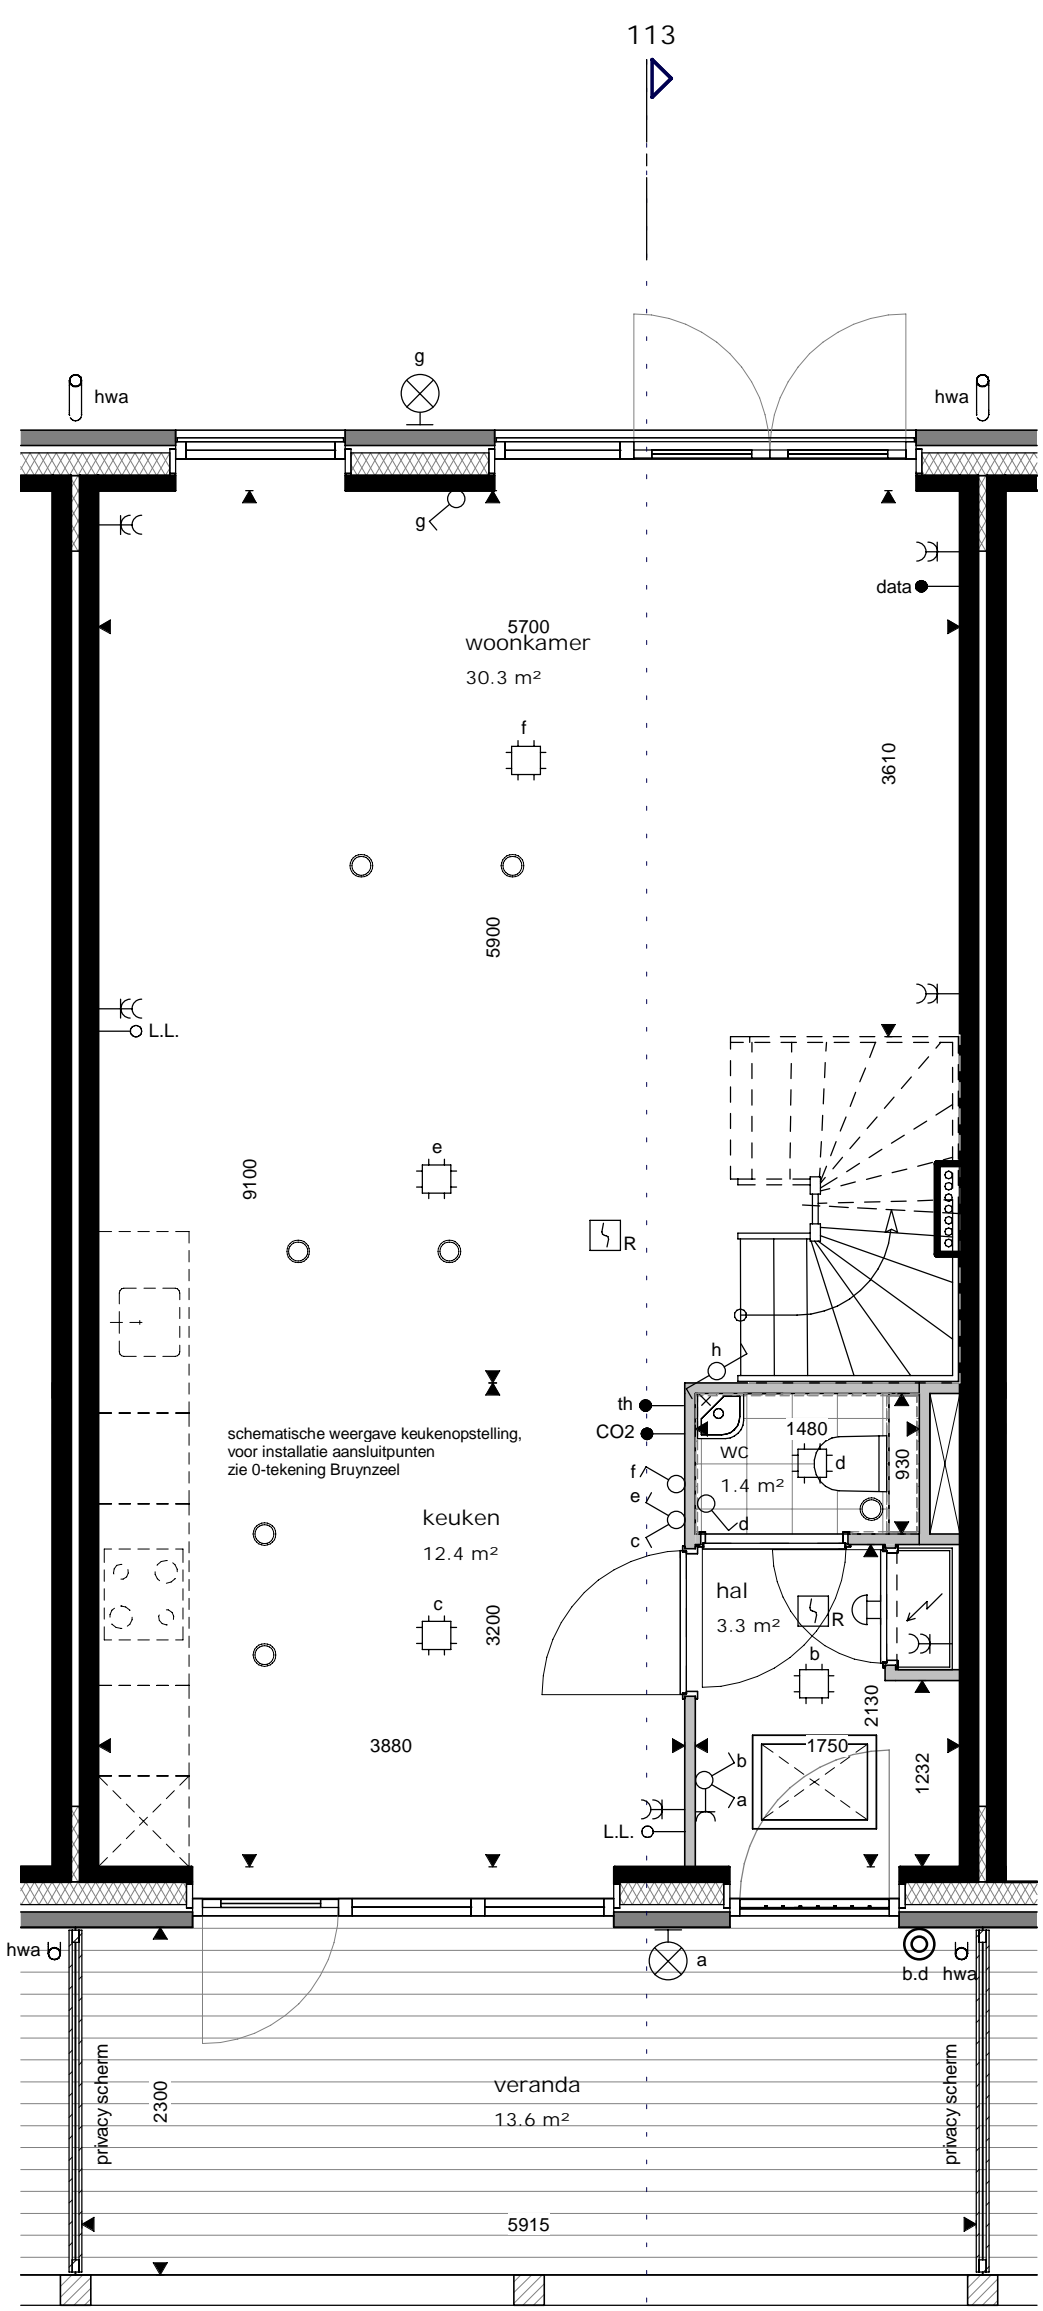 113
g
hwa
hwa
g
data
5700
woonkamer
30.3 m²
f
3610
5900
L.L.
e
9100
R
h
th
CO2
1480
wc
d
930
1.4 m²
schematische weergave keukenopstelling,
voor installatie aansluitpunten
zie 0-tekening Bruynzeel
f
e
c
d
keuken
12.4 m²
hal
3.3 m²
R
c
3200
b
2130
3880
1750
1232
b
a
L.L.
hwa
a
b.d
hwa
privacy scherm
2300
veranda
13.6 m²
privacy scherm
5915